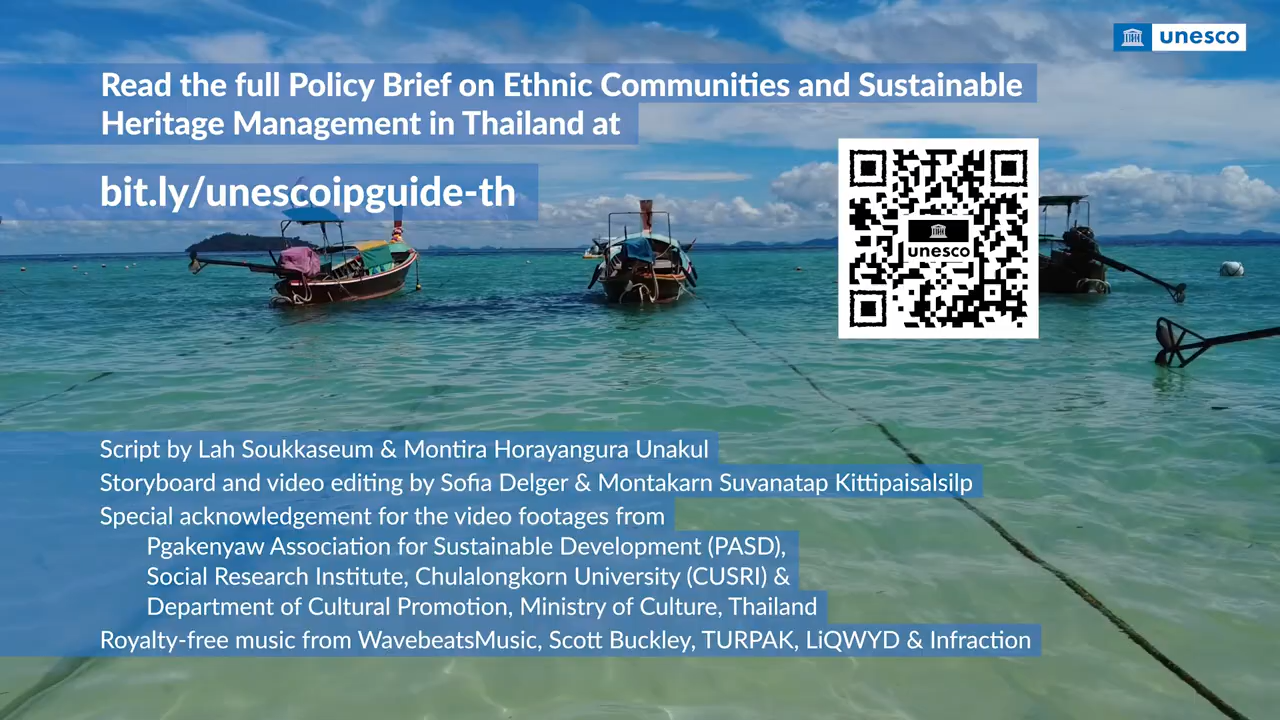 unesco
Read the full Policy Brief on Ethnic Communities and Sustainable
Heritage Management in Thailand at
bit.ly/unescoipguide-th
unesco
Script by Lah Soukkaseum & Montira Horayangura Unakul
Storyboard and video editing by Sofia Delger & Montakarn Suvanatap Kittipaisalsilp
Special acknowledgement for the video footages from
Pgakenyaw Association for Sustainable Development (PASD),
Social Research Institute, Chulalongkorn University (CUSRI) &
Department of Cultural Promotion, Ministry of Culture, Thailand
Royalty-free music from WavebeatsMusic, Scott Buckley, TURPAK, LiQWYD & Infraction